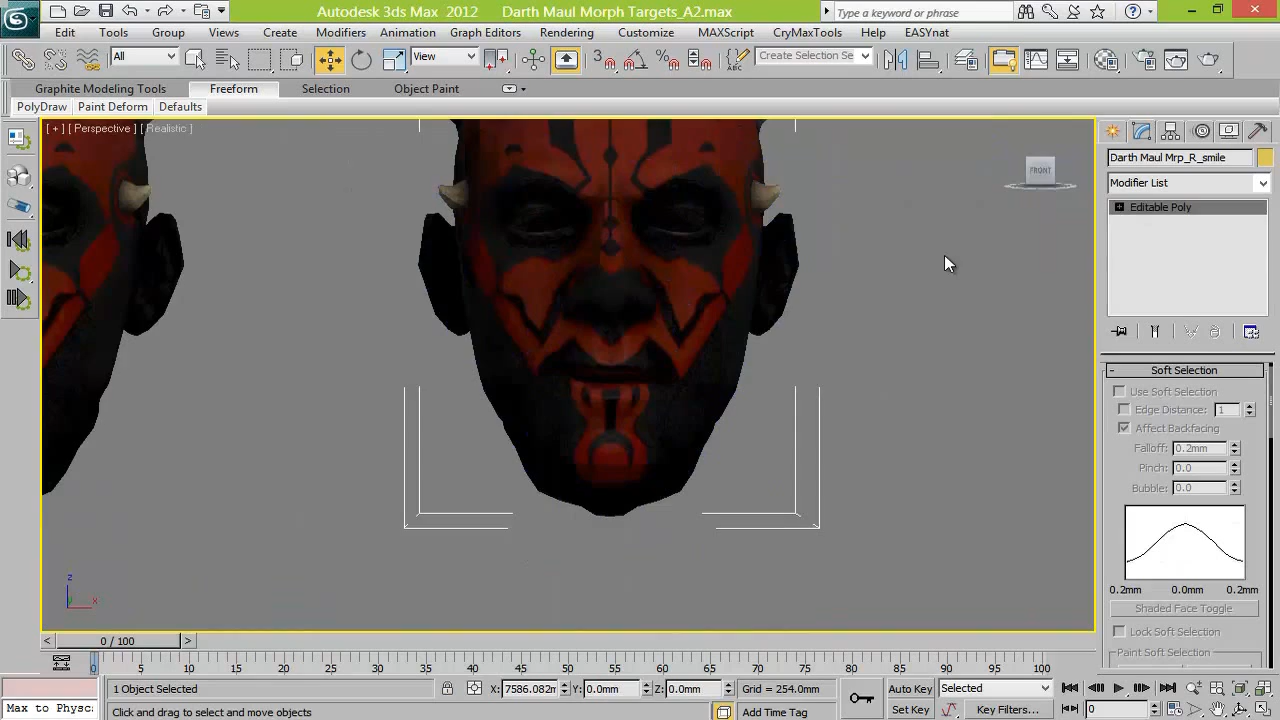 Autodesk 3ds Max 2012 Darth Maul Morph Targets_A2.max
Type a keyword or phrase
Edit Tools Group Views Create Modifiers Animation Graph Editors Rendering Customize MAXScript CryMaxTools Help EASYnat
All
View
Create Selection Se
Graphite Modeling Tools Freeform Selection Object Paint
PolyDraw Paint Deform Defaults
[ + ] [ Perspective ] [ Realistic ]
FRONT
Darth Maul Mrp_R_smile
Modifier List
Editable Poly
- Soft Selection
Use Soft Selection
Edge Distance: 1
Affect Backfacing
Falloff: 0.2mm
Pinch: 0.0
Bubble: 0.0
0.2mm 0.0mm 0.2mm
Shaded Face Toggle
Lock Soft Selection
Paint Soft Selection
z
y
x
< 0 / 100 >
0 5 10 15 20 25 30 35 40 45 50 55 60 65 70 75 80 85 90 95 100
1 Object Selected
X: 7586.082m Y: 0.0mm Z: 0.0mm Grid = 254.0mm
Auto Key Selected
Max to Physc
Click and drag to select and move objects
Add Time Tag
Set Key Key Filters...
0